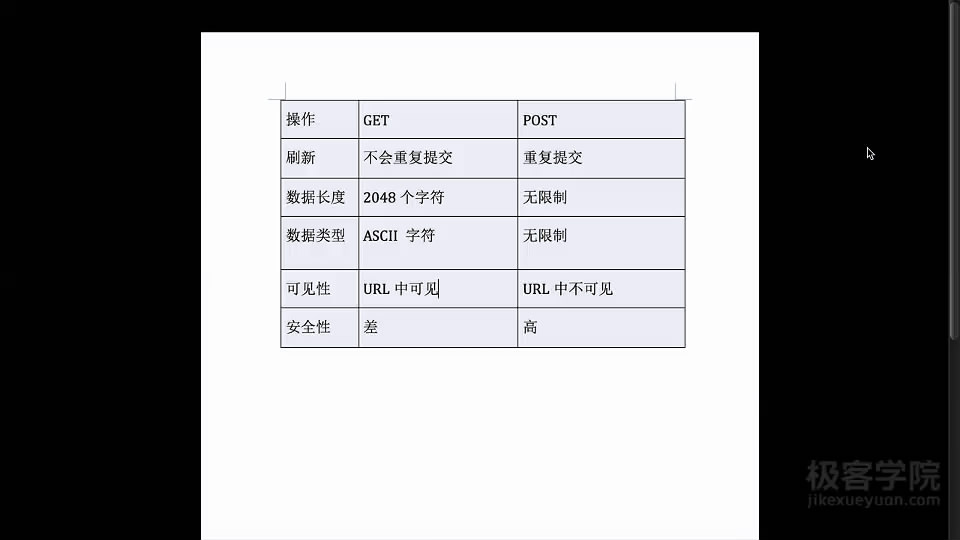 操作 GET POST
刷新 不会重复提交 重复提交
数据长度 2048 个字符 无限制
数据类型 ASCII 字符 无限制
可见性 URL 中可见 URL 中不可见
安全性 差 高
极客学院
jikexueyuan.com